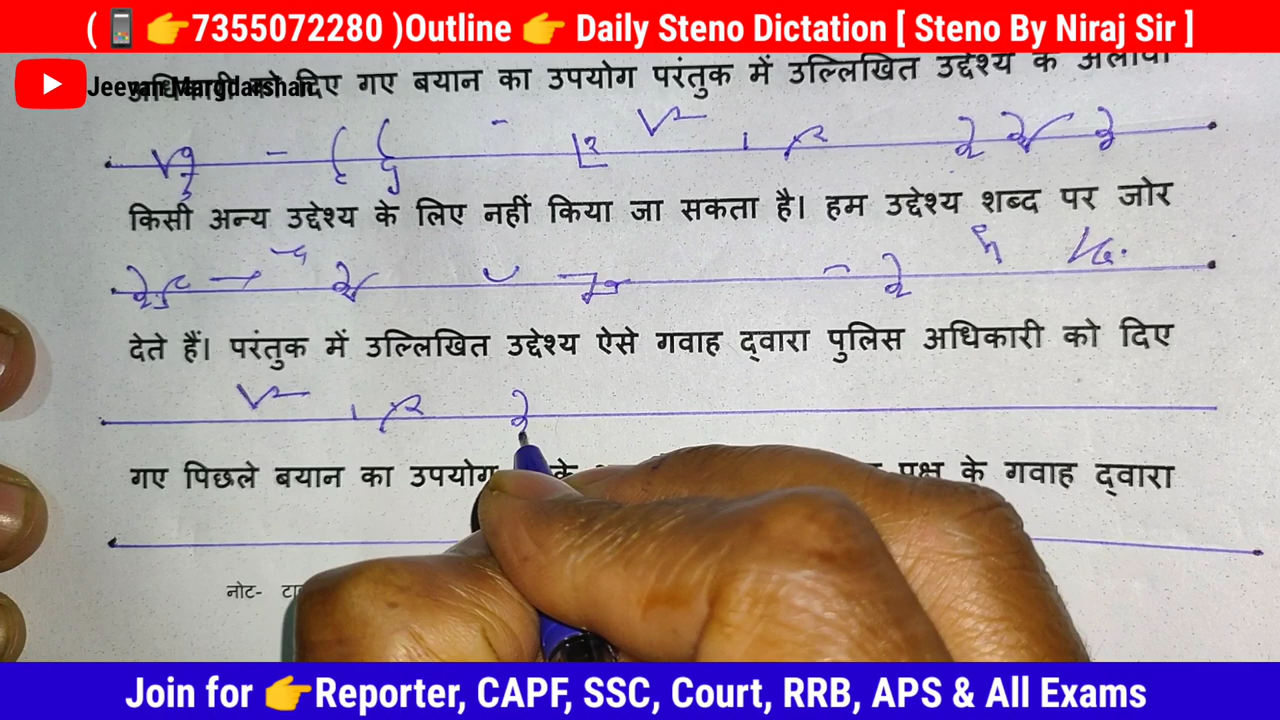 ( 📱👉7355072280 )Outline 👉 Daily Steno Dictation [ Steno By Niraj Sir ]
Jeevan Margdarshan
दिए गए बयान का उपयोग परंतुक में उल्लिखित उद्देश्य के अलावा
किसी अन्य उद्देश्य के लिए नहीं किया जा सकता है। हम उद्देश्य शब्द पर जोर
देते हैं। परंतुक में उल्लिखित उद्देश्य ऐसे गवाह द्वारा पुलिस अधिकारी को दिए
गए पिछले बयान का उपयोग पक्ष के गवाह द्वारा
नोट-
Join for 👉Reporter, CAPF, SSC, Court, RRB, APS & All Exams